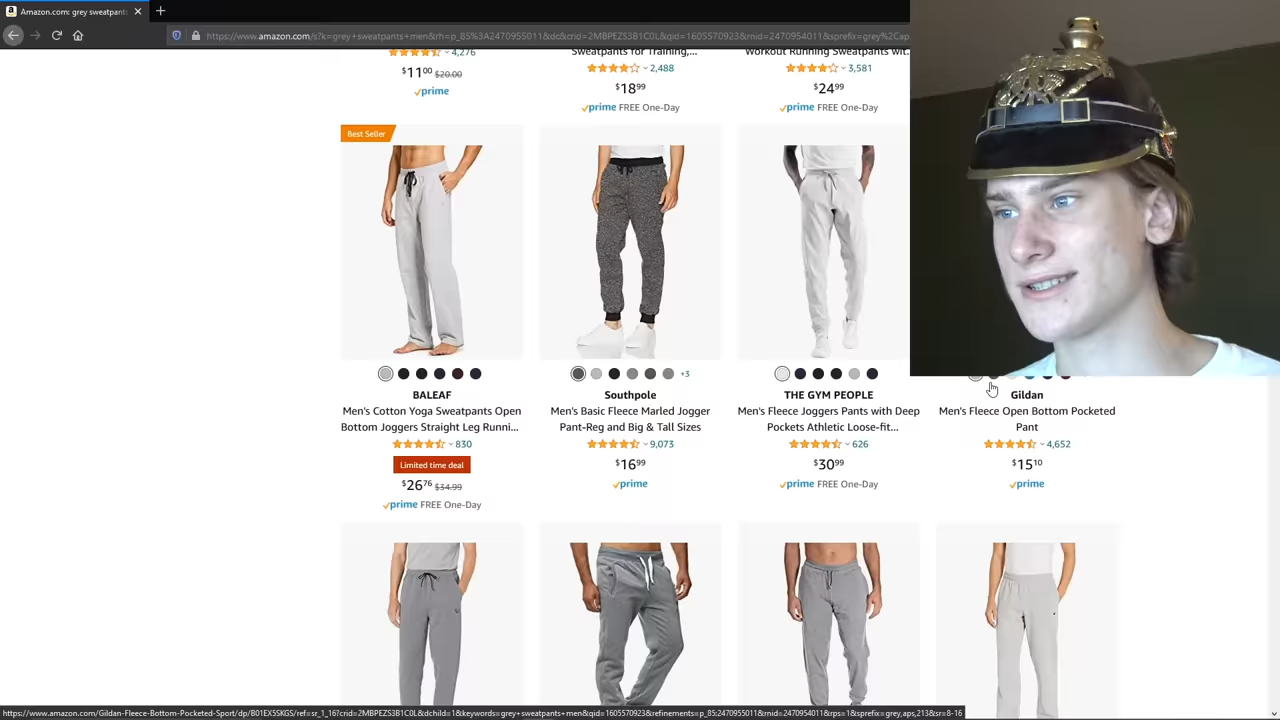 Amazon.com: grey sweatpants
https://www.amazon.com/s?k=grey+sweatpants+men&rh=p_85%3A2470955011&dc&crid=2MBPEZS3B1C0L&qid=1605570923&rnid=2470954011&sprefix=grey%2Cap
4,276
$11.00 $20.00
prime
Sweatpants for Training,...
2,488
$18.99
prime FREE One-Day
Workout Running Sweatpants wit..
3,581
$24.99
prime FREE One-Day
Best Seller
BALEAF
Men's Cotton Yoga Sweatpants Open
Bottom Joggers Straight Leg Runni...
830
Limited time deal
$26.76 $34.99
prime FREE One-Day
+3
Southpole
Men's Basic Fleece Marled Jogger
Pant-Reg and Big & Tall Sizes
9,073
$16.99
prime
THE GYM PEOPLE
Men's Fleece Joggers Pants with Deep
Pockets Athletic Loose-fit...
626
$30.99
prime FREE One-Day
Gildan
Men's Fleece Open Bottom Pocketed
Pant
4,652
$15.10
prime
https://www.amazon.com/Gildan-Fleece-Bottom-Pocketed-Sport/dp/B01EX5SKGS/ref=sr_1_16?crid=2MBPEZS3B1C0L&dchild=1&keywords=grey+sweatpants+men&qid=1605570923&refinements=p_85:2470955011&rnid=2470954011&rps=1&sprefix=grey,aps,213&sr=8-16